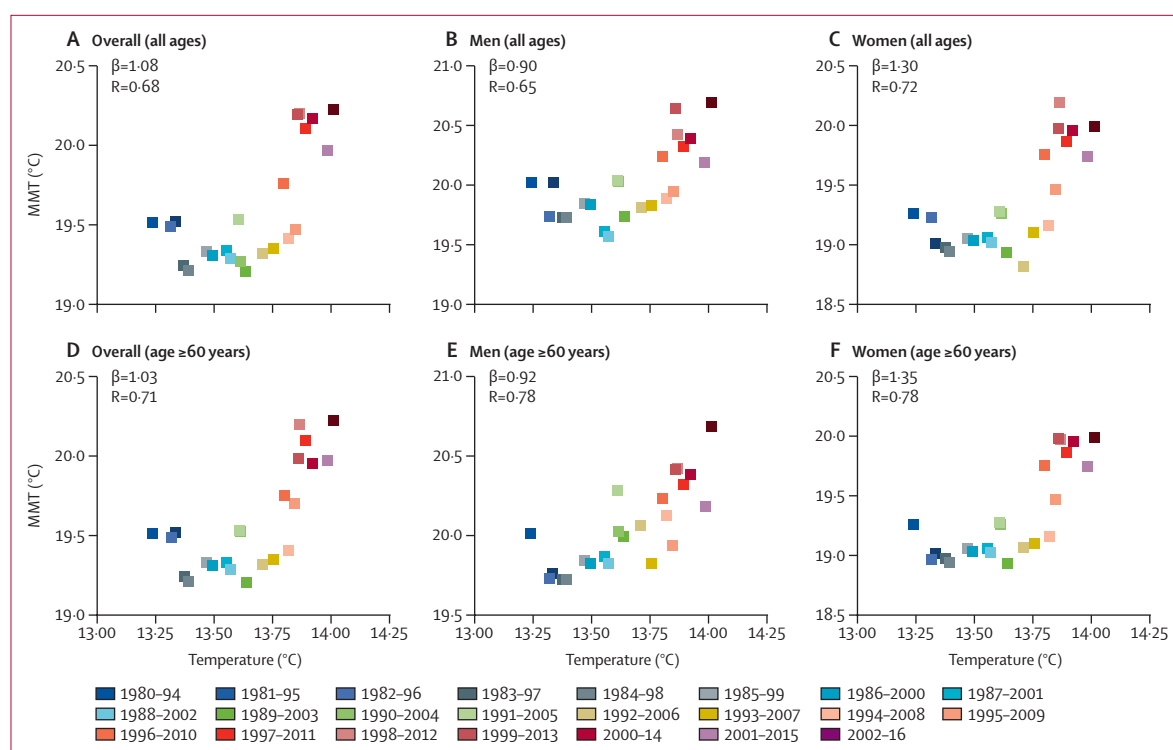 A Overall (all ages)
β=1·08
R=0·68
20·5
20·0
19·5
19·0
MMT (°C)
B Men (all ages)
β=0·90
R=0·65
21·0
20·5
20·0
19·5
19·0
C Women (all ages)
β=1·30
R=0·72
20·5
20·0
19·5
19·0
18·5
D Overall (age ≥60 years)
β=1·03
R=0·71
20·5
20·0
19·5
19·0
MMT (°C)
13·00 13·25 13·50 13·75 14·00 14·25
Temperature (°C)
E Men (age ≥60 years)
β=0·92
R=0·78
21·0
20·5
20·0
19·5
13·00 13·25 13·50 13·75 14·00 14·25
Temperature (°C)
F Women (age ≥60 years)
β=1·35
R=0·78
20·5
20·0
19·5
19·0
18·5
13·00 13·25 13·50 13·75 14·00 14·25
Temperature (°C)
1980–94 1981–95 1982–96 1983–97 1984–98 1985–99 1986–2000 1987–2001
1988–2002 1989–2003 1990–2004 1991–2005 1992–2006 1993–2007 1994–2008 1995–2009
1996–2010 1997–2011 1998–2012 1999–2013 2000–14 2001–2015 2002–16